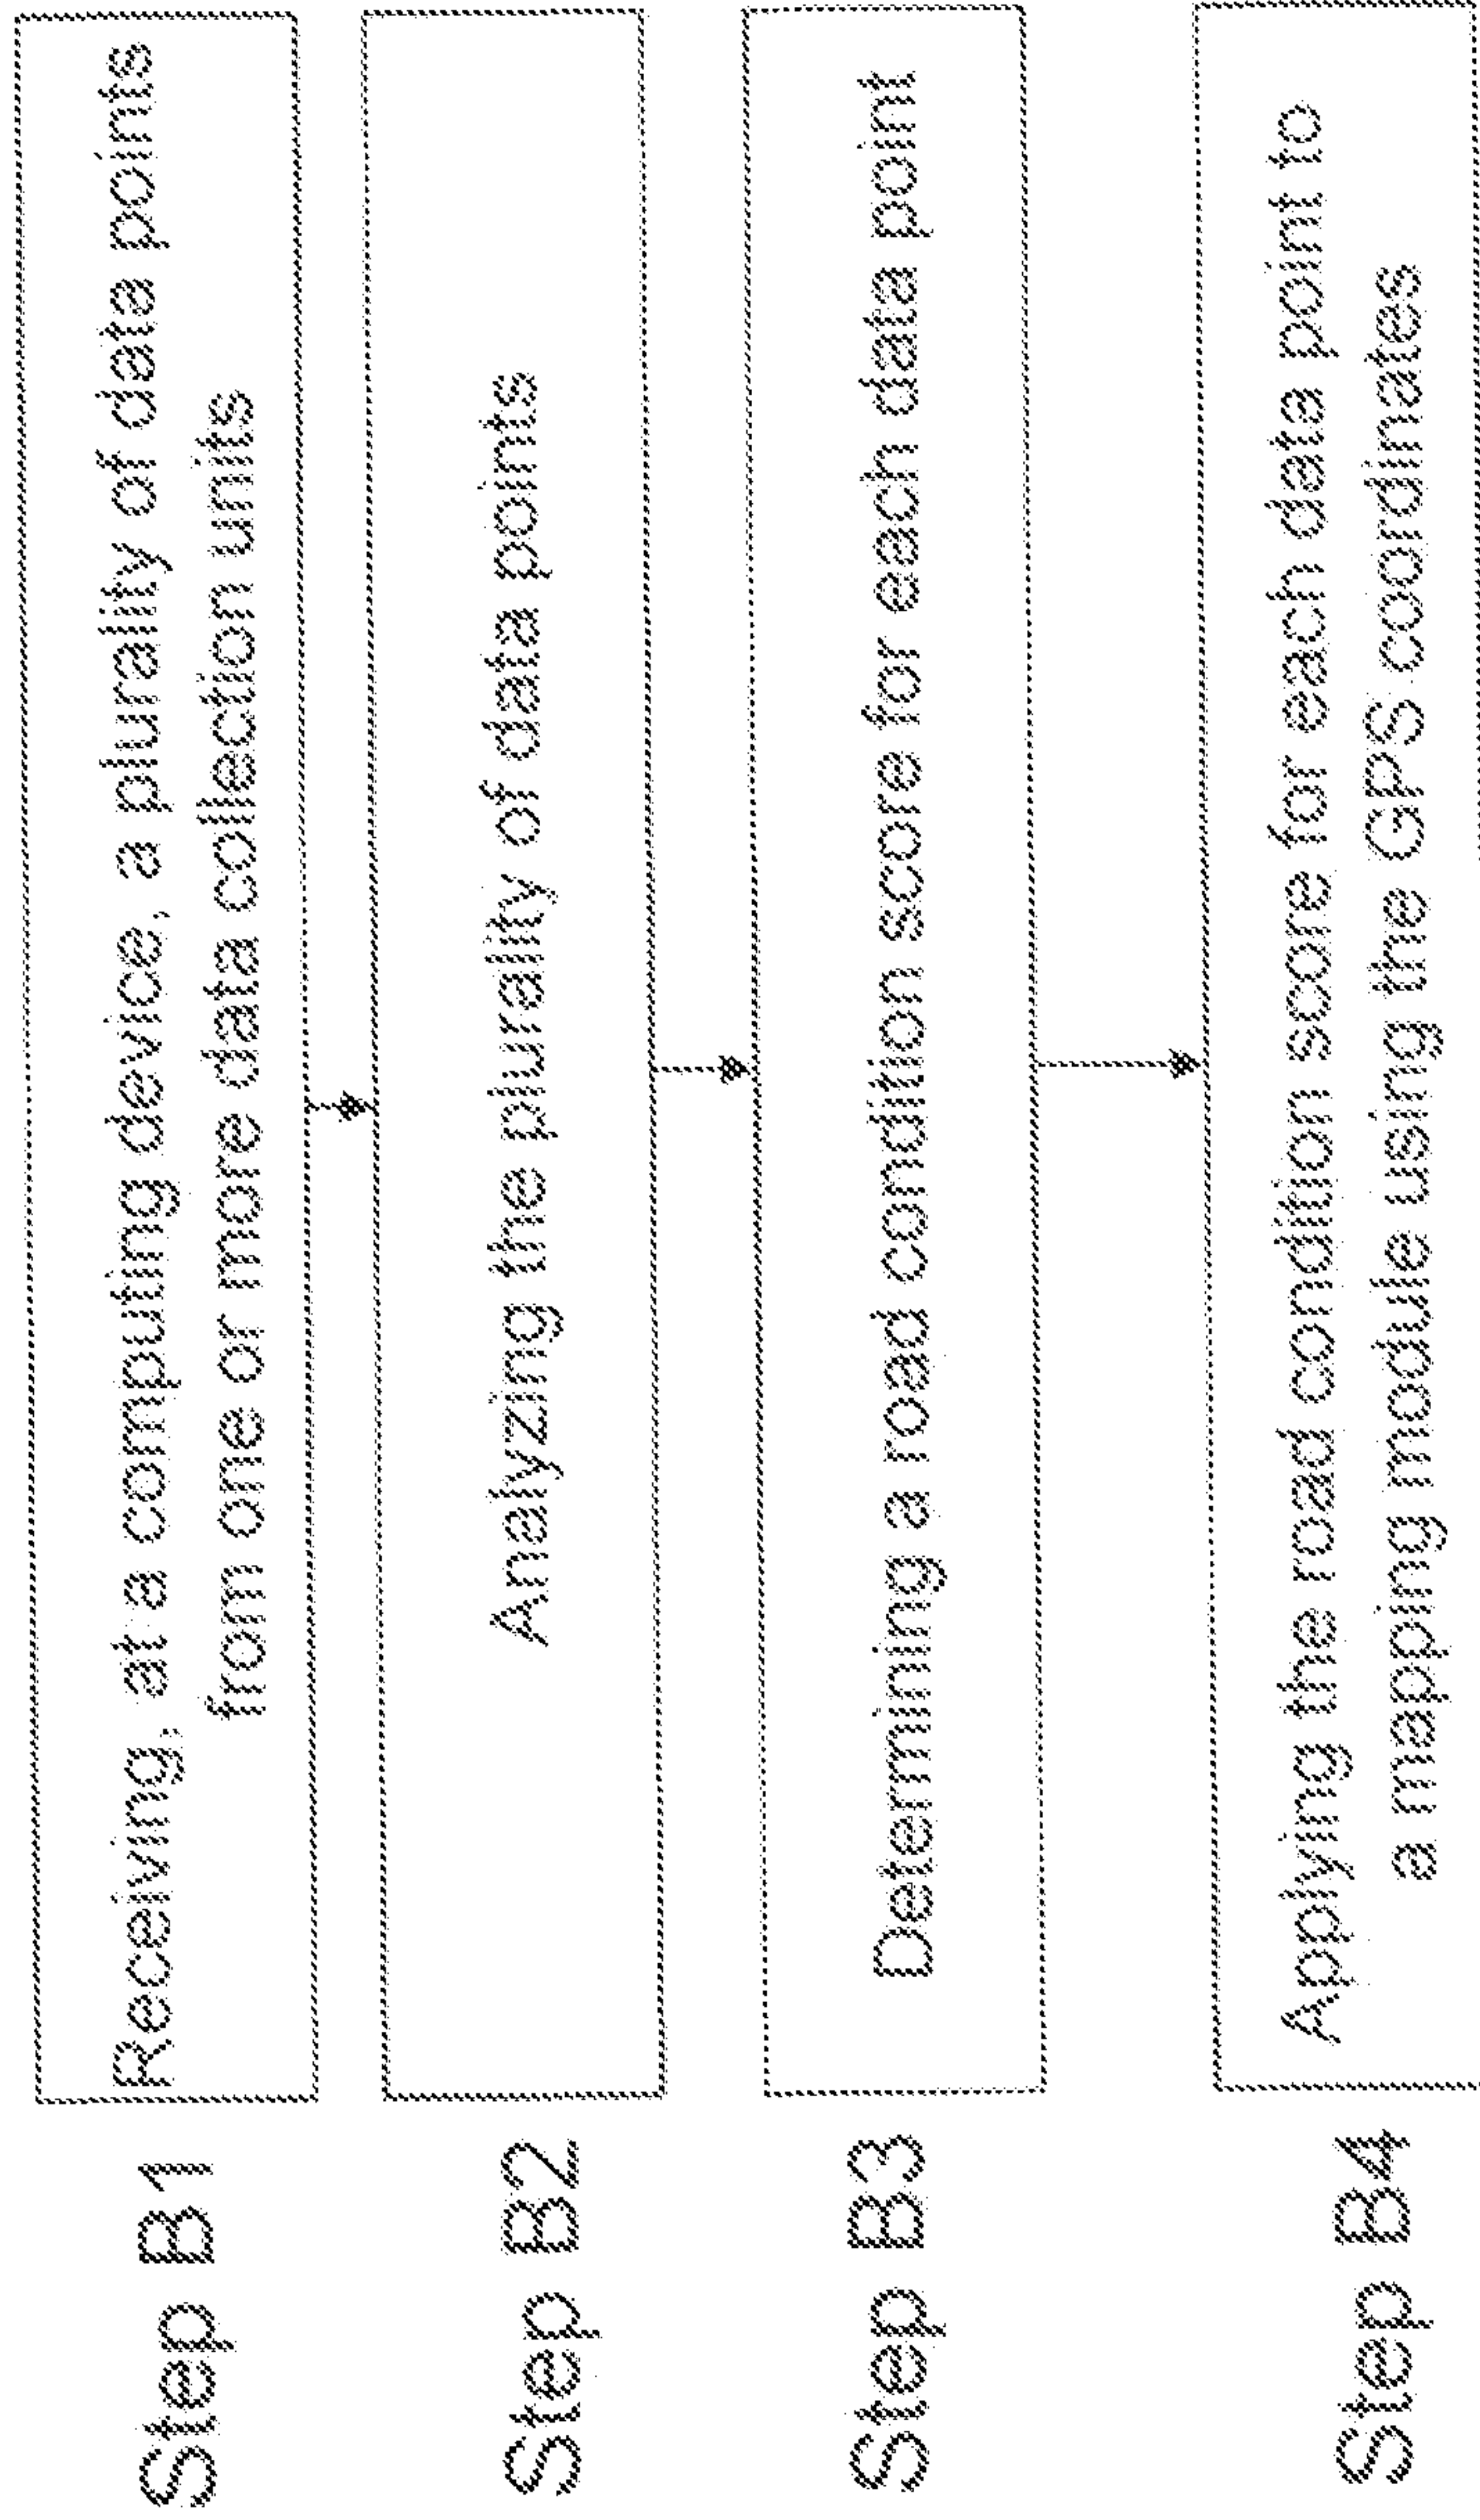 Step B1
Receiving, at a computing device, a plurality of data points
from one or more data collection units
Step B2
Analyzing the plurality of data points
Step B3
Determining a road condition score for each data point
Step B4
Applying the road condition score for each data point to
a mapping module using the GPS coordinates